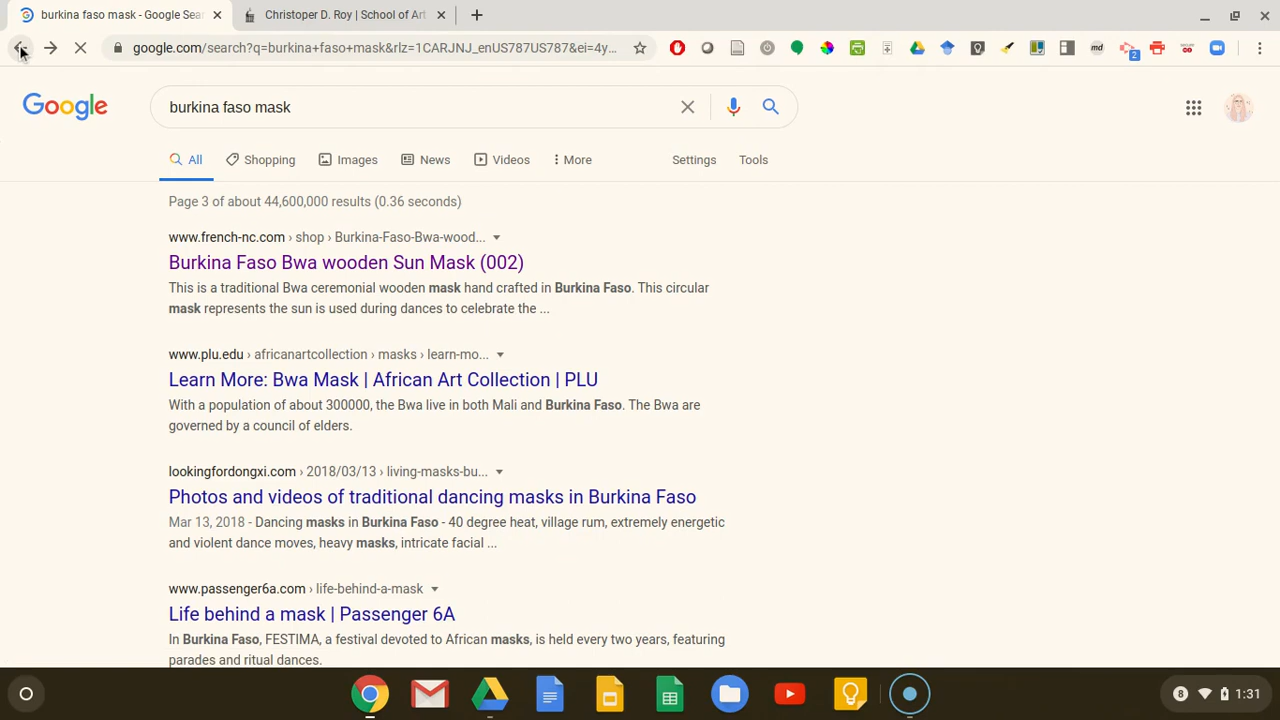 burkina faso mask - Google Sear
Christoper D. Roy | School of Art
google.com/search?q=burkina+faso+mask&rlz=1CARJNJ_enUS787US787&ei=4y...
md
2
Google
burkina faso mask
All
Shopping
Images
News
Videos
More
Settings
Tools
Page 3 of about 44,600,000 results (0.36 seconds)
www.french-nc.com › shop › Burkina-Faso-Bwa-wood...
Burkina Faso Bwa wooden Sun Mask (002)
This is a traditional Bwa ceremonial wooden mask hand crafted in Burkina Faso. This circular
mask represents the sun is used during dances to celebrate the ...
www.plu.edu › africanartcollection › masks › learn-mo...
Learn More: Bwa Mask | African Art Collection | PLU
With a population of about 300000, the Bwa live in both Mali and Burkina Faso. The Bwa are
governed by a council of elders.
lookingfordongxi.com › 2018/03/13 › living-masks-bu...
Photos and videos of traditional dancing masks in Burkina Faso
Mar 13, 2018 - Dancing masks in Burkina Faso - 40 degree heat, village rum, extremely energetic
and violent dance moves, heavy masks, intricate facial ...
www.passenger6a.com › life-behind-a-mask
Life behind a mask | Passenger 6A
In Burkina Faso, FESTIMA, a festival devoted to African masks, is held every two years, featuring
parades and ritual dances.
8
1:31